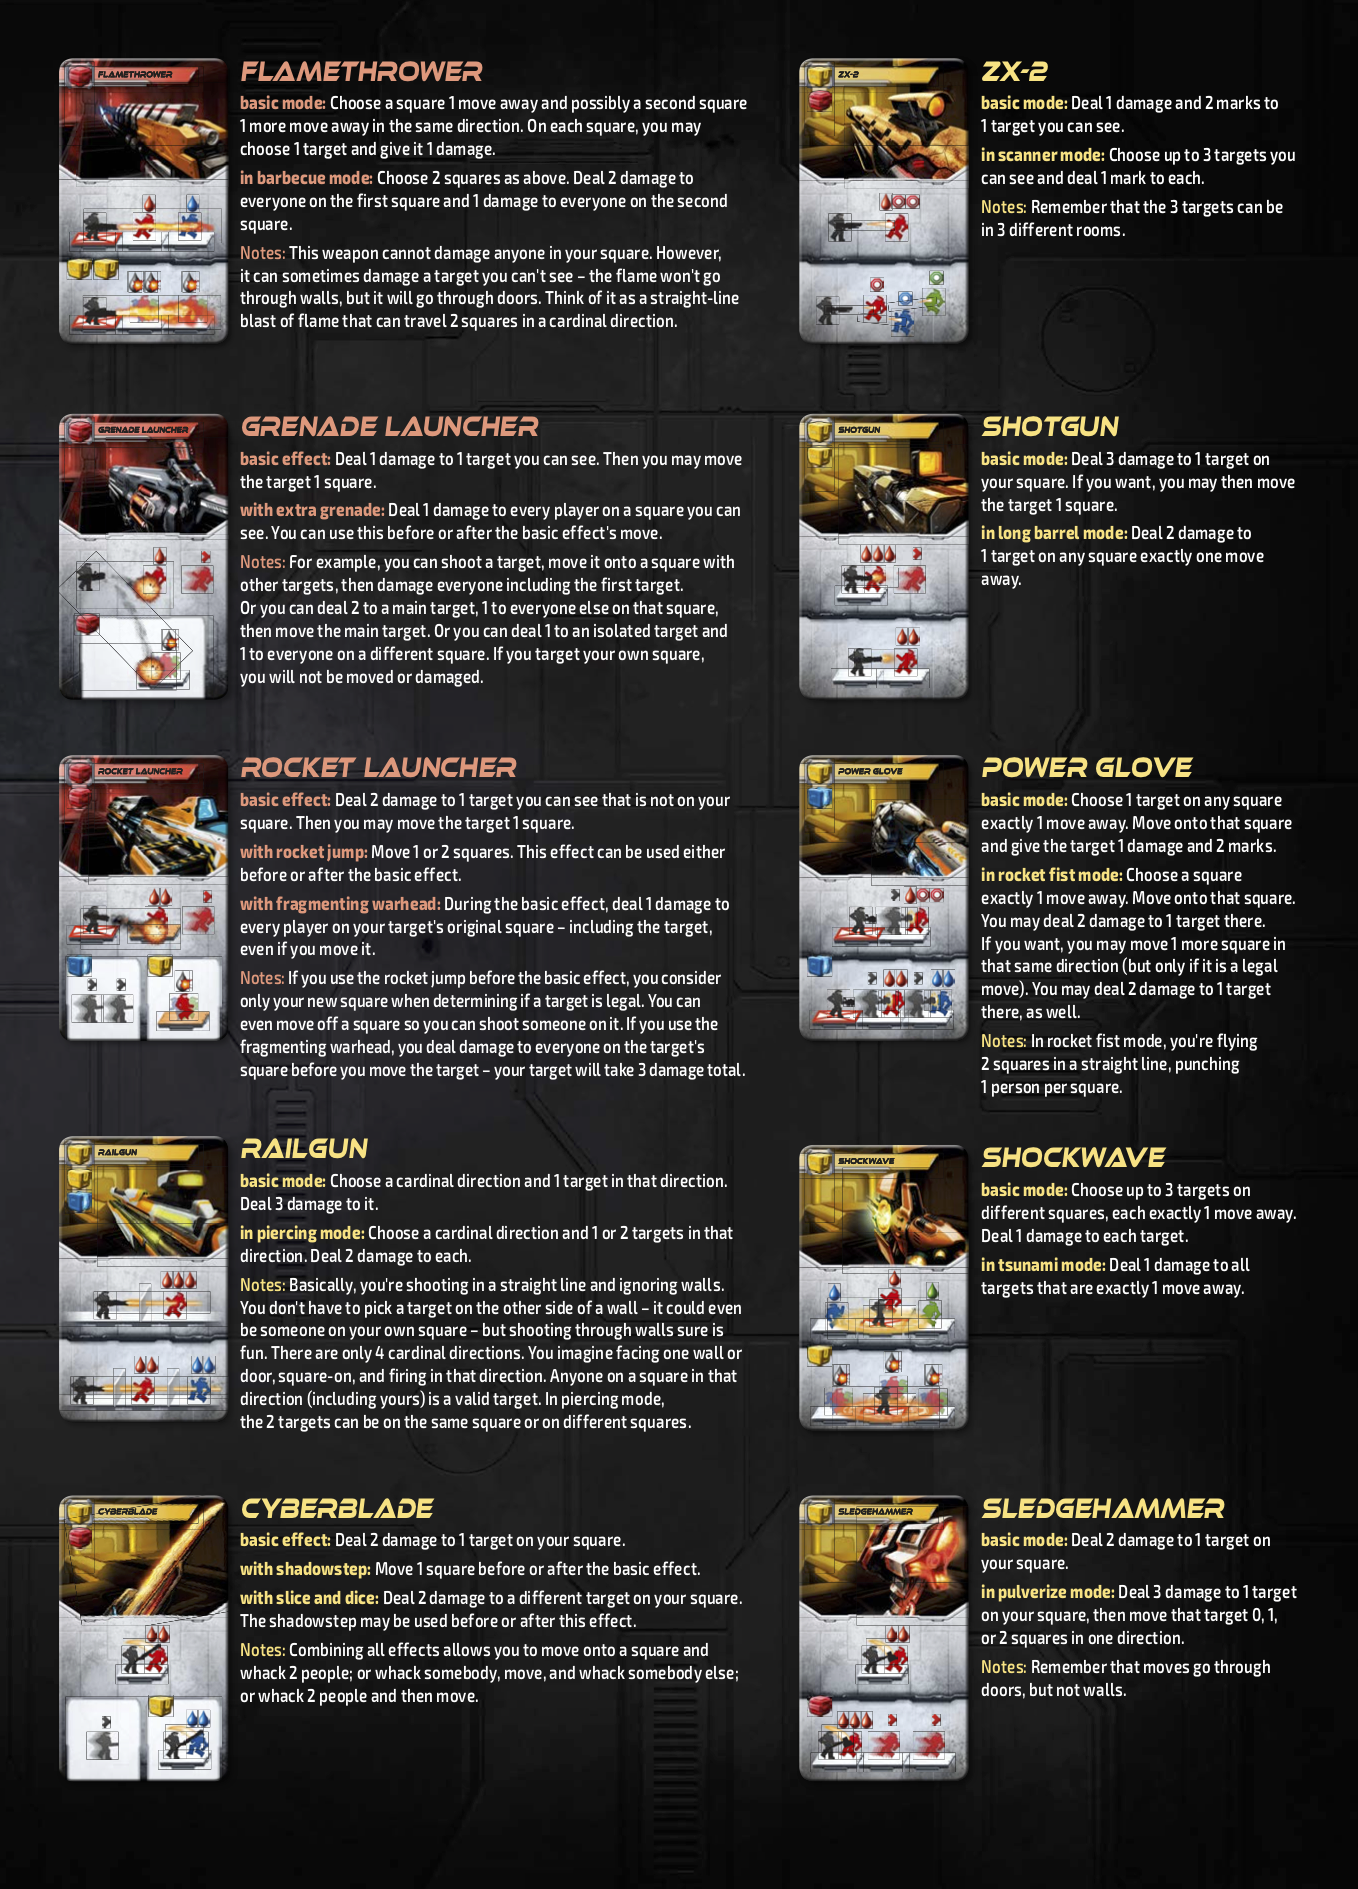 FLAMETHROWER
FLAMETHROWER
basic mode: Choose a square 1 move away and possibly a second square
1 more move away in the same direction. On each square, you may
choose 1 target and give it 1 damage.
in barbecue mode: Choose 2 squares as above. Deal 2 damage to
everyone on the first square and 1 damage to everyone on the second
square.
Notes: This weapon cannot damage anyone in your square. However,
it can sometimes damage a target you can't see – the flame won't go
through walls, but it will go through doors. Think of it as a straight-line
blast of flame that can travel 2 squares in a cardinal direction.
GRENADE LAUNCHER
GRENADE LAUNCHER
basic effect: Deal 1 damage to 1 target you can see. Then you may move
the target 1 square.
with extra grenade: Deal 1 damage to every player on a square you can
see. You can use this before or after the basic effect's move.
Notes: For example, you can shoot a target, move it onto a square with
other targets, then damage everyone including the first target.
Or you can deal 2 to a main target, 1 to everyone else on that square,
then move the main target. Or you can deal 1 to an isolated target and
1 to everyone on a different square. If you target your own square,
you will not be moved or damaged.
ROCKET LAUNCHER
ROCKET LAUNCHER
basic effect: Deal 2 damage to 1 target you can see that is not on your
square. Then you may move the target 1 square.
with rocket jump: Move 1 or 2 squares. This effect can be used either
before or after the basic effect.
with fragmenting warhead: During the basic effect, deal 1 damage to
every player on your target's original square – including the target,
even if you move it.
Notes: If you use the rocket jump before the basic effect, you consider
only your new square when determining if a target is legal. You can
even move off a square so you can shoot someone on it. If you use the
fragmenting warhead, you deal damage to everyone on the target's
square before you move the target – your target will take 3 damage total.
RAILGUN
RAILGUN
basic mode: Choose a cardinal direction and 1 target in that direction.
Deal 3 damage to it.
in piercing mode: Choose a cardinal direction and 1 or 2 targets in that
direction. Deal 2 damage to each.
Notes: Basically, you're shooting in a straight line and ignoring walls.
You don't have to pick a target on the other side of a wall – it could even
be someone on your own square – but shooting through walls sure is
fun. There are only 4 cardinal directions. You imagine facing one wall or
door, square-on, and firing in that direction. Anyone on a square in that
direction (including yours) is a valid target. In piercing mode,
the 2 targets can be on the same square or on different squares.
CYBERBLADE
CYBERBLADE
basic effect: Deal 2 damage to 1 target on your square.
with shadowstep: Move 1 square before or after the basic effect.
with slice and dice: Deal 2 damage to a different target on your square.
The shadowstep may be used before or after this effect.
Notes: Combining all effects allows you to move onto a square and
whack 2 people; or whack somebody, move, and whack somebody else;
or whack 2 people and then move.
ZX-2
ZX-2
basic mode: Deal 1 damage and 2 marks to
1 target you can see.
in scanner mode: Choose up to 3 targets you
can see and deal 1 mark to each.
Notes: Remember that the 3 targets can be
in 3 different rooms.
SHOTGUN
SHOTGUN
basic mode: Deal 3 damage to 1 target on
your square. If you want, you may then move
the target 1 square.
in long barrel mode: Deal 2 damage to
1 target on any square exactly one move
away.
POWER GLOVE
POWER GLOVE
basic mode: Choose 1 target on any square
exactly 1 move away. Move onto that square
and give the target 1 damage and 2 marks.
in rocket fist mode: Choose a square
exactly 1 move away. Move onto that square.
You may deal 2 damage to 1 target there.
If you want, you may move 1 more square in
that same direction (but only if it is a legal
move). You may deal 2 damage to 1 target
there, as well.
Notes: In rocket fist mode, you're flying
2 squares in a straight line, punching
1 person per square.
SHOCKWAVE
SHOCKWAVE
basic mode: Choose up to 3 targets on
different squares, each exactly 1 move away.
Deal 1 damage to each target.
in tsunami mode: Deal 1 damage to all
targets that are exactly 1 move away.
SLEDGEHAMMER
SLEDGEHAMMER
basic mode: Deal 2 damage to 1 target on
your square.
in pulverize mode: Deal 3 damage to 1 target
on your square, then move that target 0, 1,
or 2 squares in one direction.
Notes: Remember that moves go through
doors, but not walls.